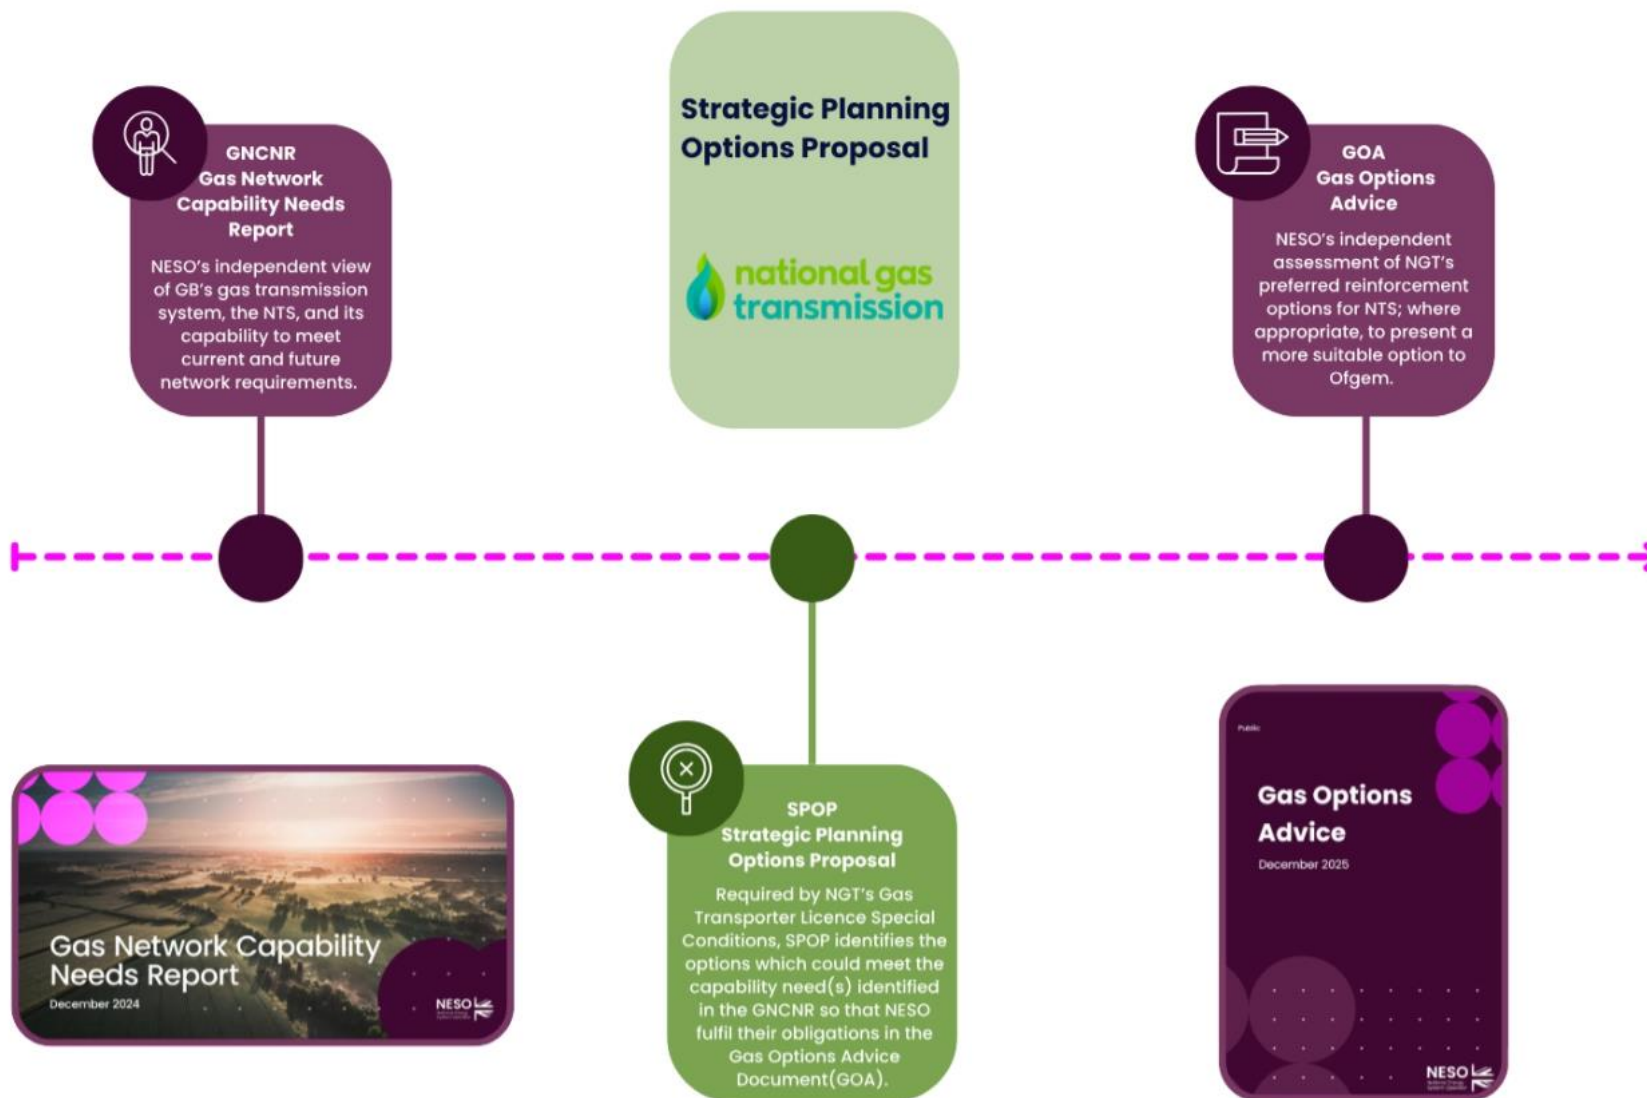 GNCNR
Gas Network
Capability Needs
Report
NESO's independent view
of GB's gas transmission
system, the NTS, and its
capability to meet
current and future
network requirements.
Strategic Planning
Options Proposal
national gas
transmission
GOA
Gas Options
Advice
NESO's independent
assessment of NGT's
preferred reinforcement
options for NTS; where
appropriate, to present a
more suitable option to
Ofgem.
Gas Network Capability
Needs Report
December 2024
NESO
SPOP
Strategic Planning
Options Proposal
Required by NGT's Gas
Transporter Licence Special
Conditions, SPOP identifies the
options which could meet the
capability need(s) identified
in the GNCNR so that NESO
fulfil their obligations in the
Gas Options Advice
Document(GOA).
Public
Gas Options
Advice
December 2025
NESO